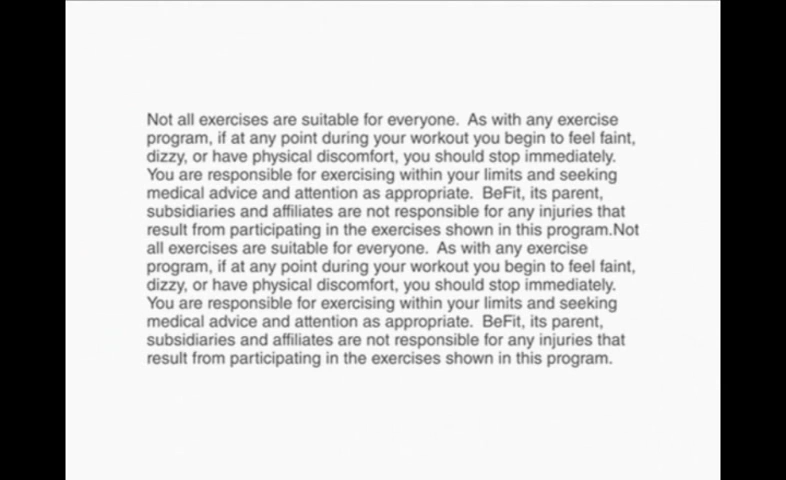 Not all exercises are suitable for everyone.  As with any exercise
program, if at any point during your workout you begin to feel faint,
dizzy, or have physical discomfort, you should stop immediately.
You are responsible for exercising within your limits and seeking
medical advice and attention as appropriate.  BeFit, its parent,
subsidiaries and affiliates are not responsible for any injuries that
result from participating in the exercises shown in this program.Not
all exercises are suitable for everyone.  As with any exercise
program, if at any point during your workout you begin to feel faint,
dizzy, or have physical discomfort, you should stop immediately.
You are responsible for exercising within your limits and seeking
medical advice and attention as appropriate.  BeFit, its parent,
subsidiaries and affiliates are not responsible for any injuries that
result from participating in the exercises shown in this program.